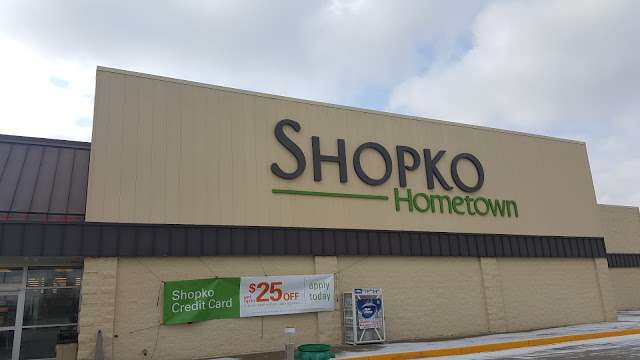 SHOPKO
Hometown
Shopko
Credit Card
$25 OFF
apply
today